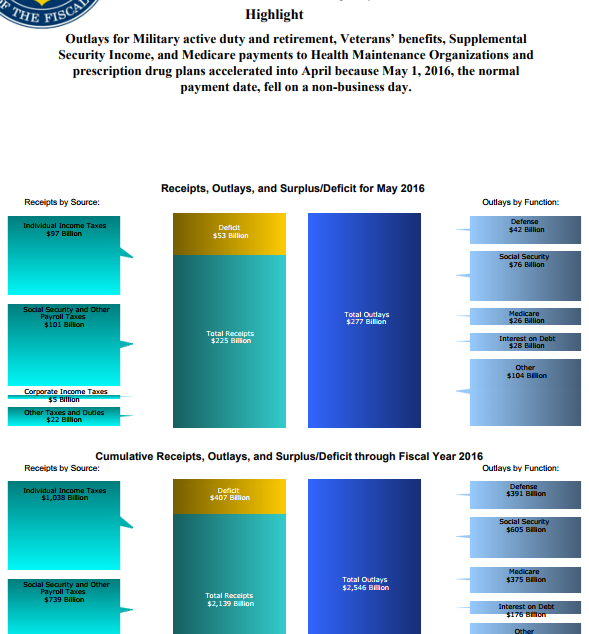 OF THE FISCAL
Highlight
Outlays for Military active duty and retirement, Veterans' benefits, Supplemental
Security Income, and Medicare payments to Health Maintenance Organizations and
prescription drug plans accelerated into April because May 1, 2016, the normal
payment date, fell on a non-business day.
Receipts, Outlays, and Surplus/Deficit for May 2016
Receipts by Source:
Individual Income Taxes
$97 Billion
Social Security and Other
Payroll Taxes
$101 Billion
Corporate Income Taxes
$5 Billion
Other Taxes and Duties
$22 Billion
Deficit
$53 Billion
Total Receipts
$225 Billion
Total Outlays
$277 Billion
Outlays by Function:
Defense
$42 Billion
Social Security
$76 Billion
Medicare
$26 Billion
Interest on Debt
$28 Billion
Other
$104 Billion
Cumulative Receipts, Outlays, and Surplus/Deficit through Fiscal Year 2016
Receipts by Source:
Individual Income Taxes
$1,038 Billion
Social Security and Other
Payroll Taxes
$739 Billion
Deficit
$407 Billion
Total Receipts
$2,139 Billion
Total Outlays
$2,546 Billion
Outlays by Function:
Defense
$391 Billion
Social Security
$605 Billion
Medicare
$375 Billion
Interest on Debt
$176 Billion
Other